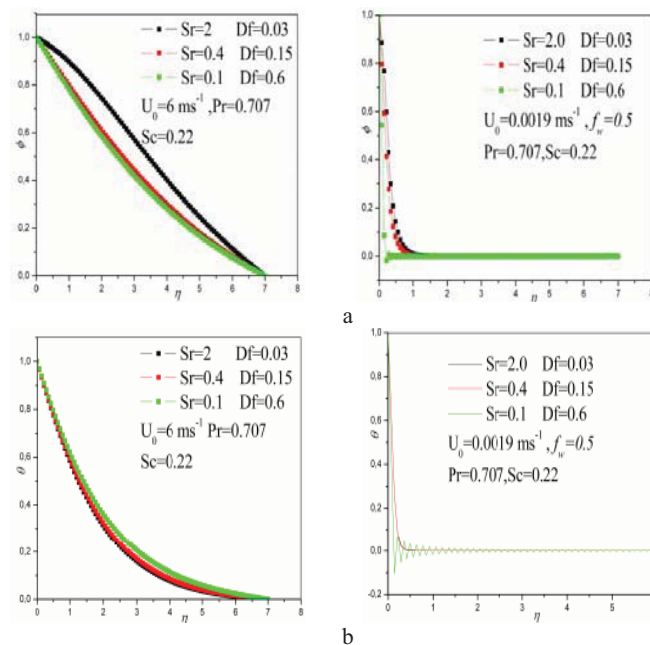 1,0
0,8
0,6
0,4
0,2
0,0
ϕ
Sr=2 Df=0.03
Sr=0.4 Df=0.15
Sr=0.1 Df=0.6
U₀=6 ms⁻¹ ,Pr=0.707
Sc=0.22
0 1 2 3 4 5 6 7 8
η
1,0
0,8
0,6
0,4
0,2
0,0
ϕ
Sr=2.0 Df=0.03
Sr=0.4 Df=0.15
Sr=0.1 Df=0.6
U₀=0.0019 ms⁻¹ ,f_w=0.5
Pr=0.707,Sc=0.22
0 1 2 3 4 5 6 7 8
η
a
1,0
0,8
0,6
0,4
0,2
0,0
θ
Sr=2 Df=0.03
Sr=0.4 Df=0.15
Sr=0.1 Df=0.6
U₀=6 ms⁻¹ Pr=0.707
Sc=0.22
0 1 2 3 4 5 6 7 8
η
1,0
0,8
0,6
0,4
0,2
0,0
-0,2
θ
Sr=2.0 Df=0.03
Sr=0.4 Df=0.15
Sr=0.1 Df=0.6
U₀=0.0019 ms⁻¹ ,f_w=0.5
Pr=0.707,Sc=0.22
0 1 2 3 4 5
η
b